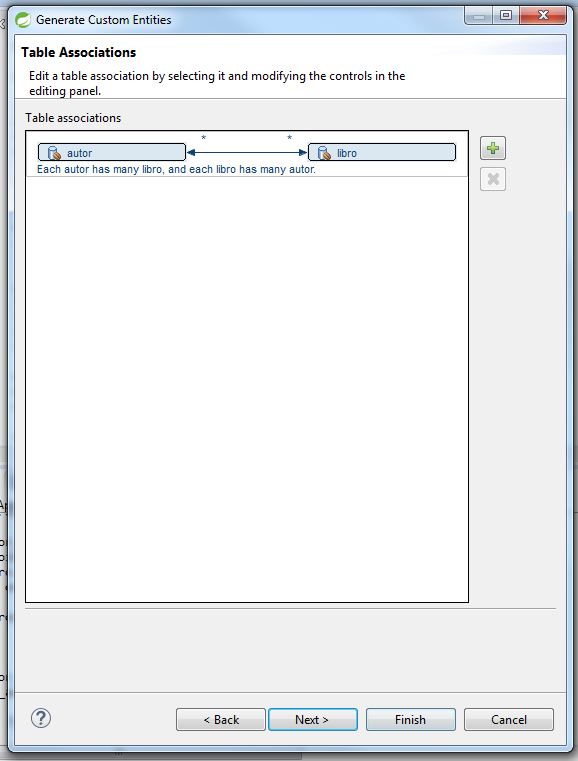 Generate Custom Entities
Table Associations
Edit a table association by selecting it and modifying the controls in the
editing panel.
Table associations
* *
autor libro
Each autor has many libro, and each libro has many autor.
? < Back Next > Finish Cancel